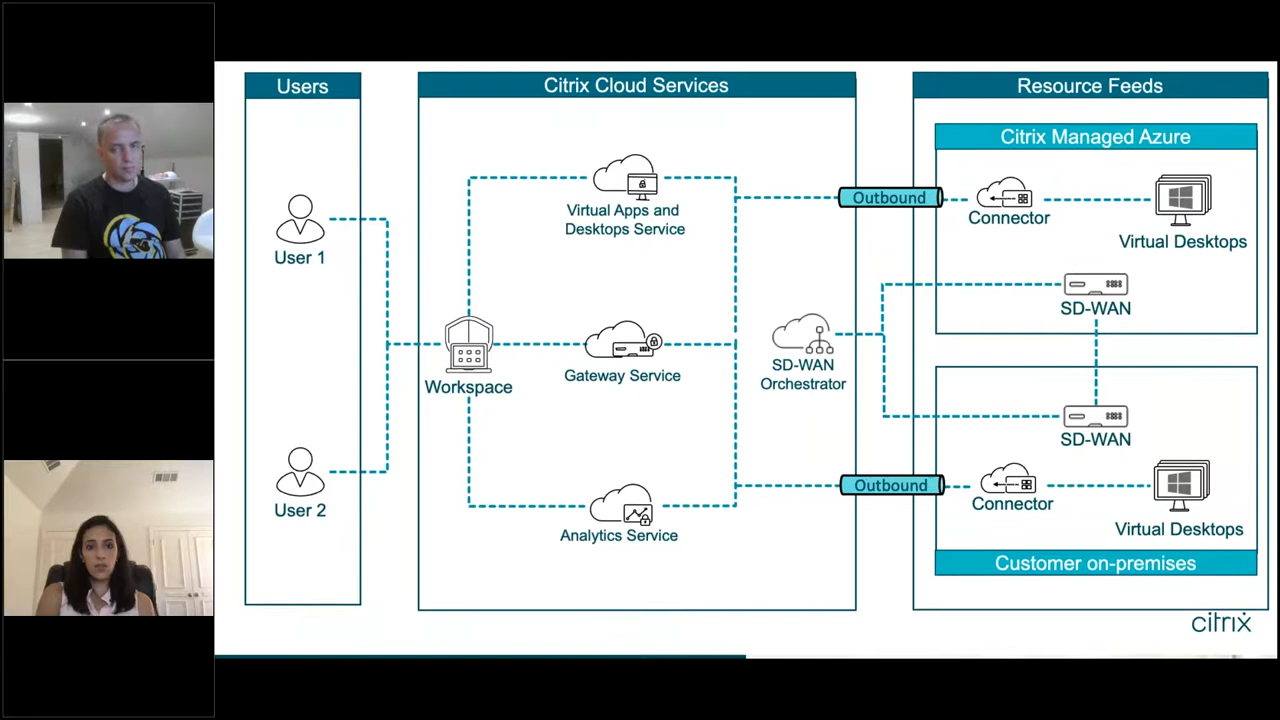 Users
User 1
User 2
Citrix Cloud Services
Virtual Apps and
Desktops Service
Workspace
Gateway Service
SD-WAN
Orchestrator
Analytics Service
Resource Feeds
Citrix Managed Azure
Outbound
Connector
Virtual Desktops
SD-WAN
SD-WAN
Outbound
Connector
Virtual Desktops
Customer on-premises
citrix